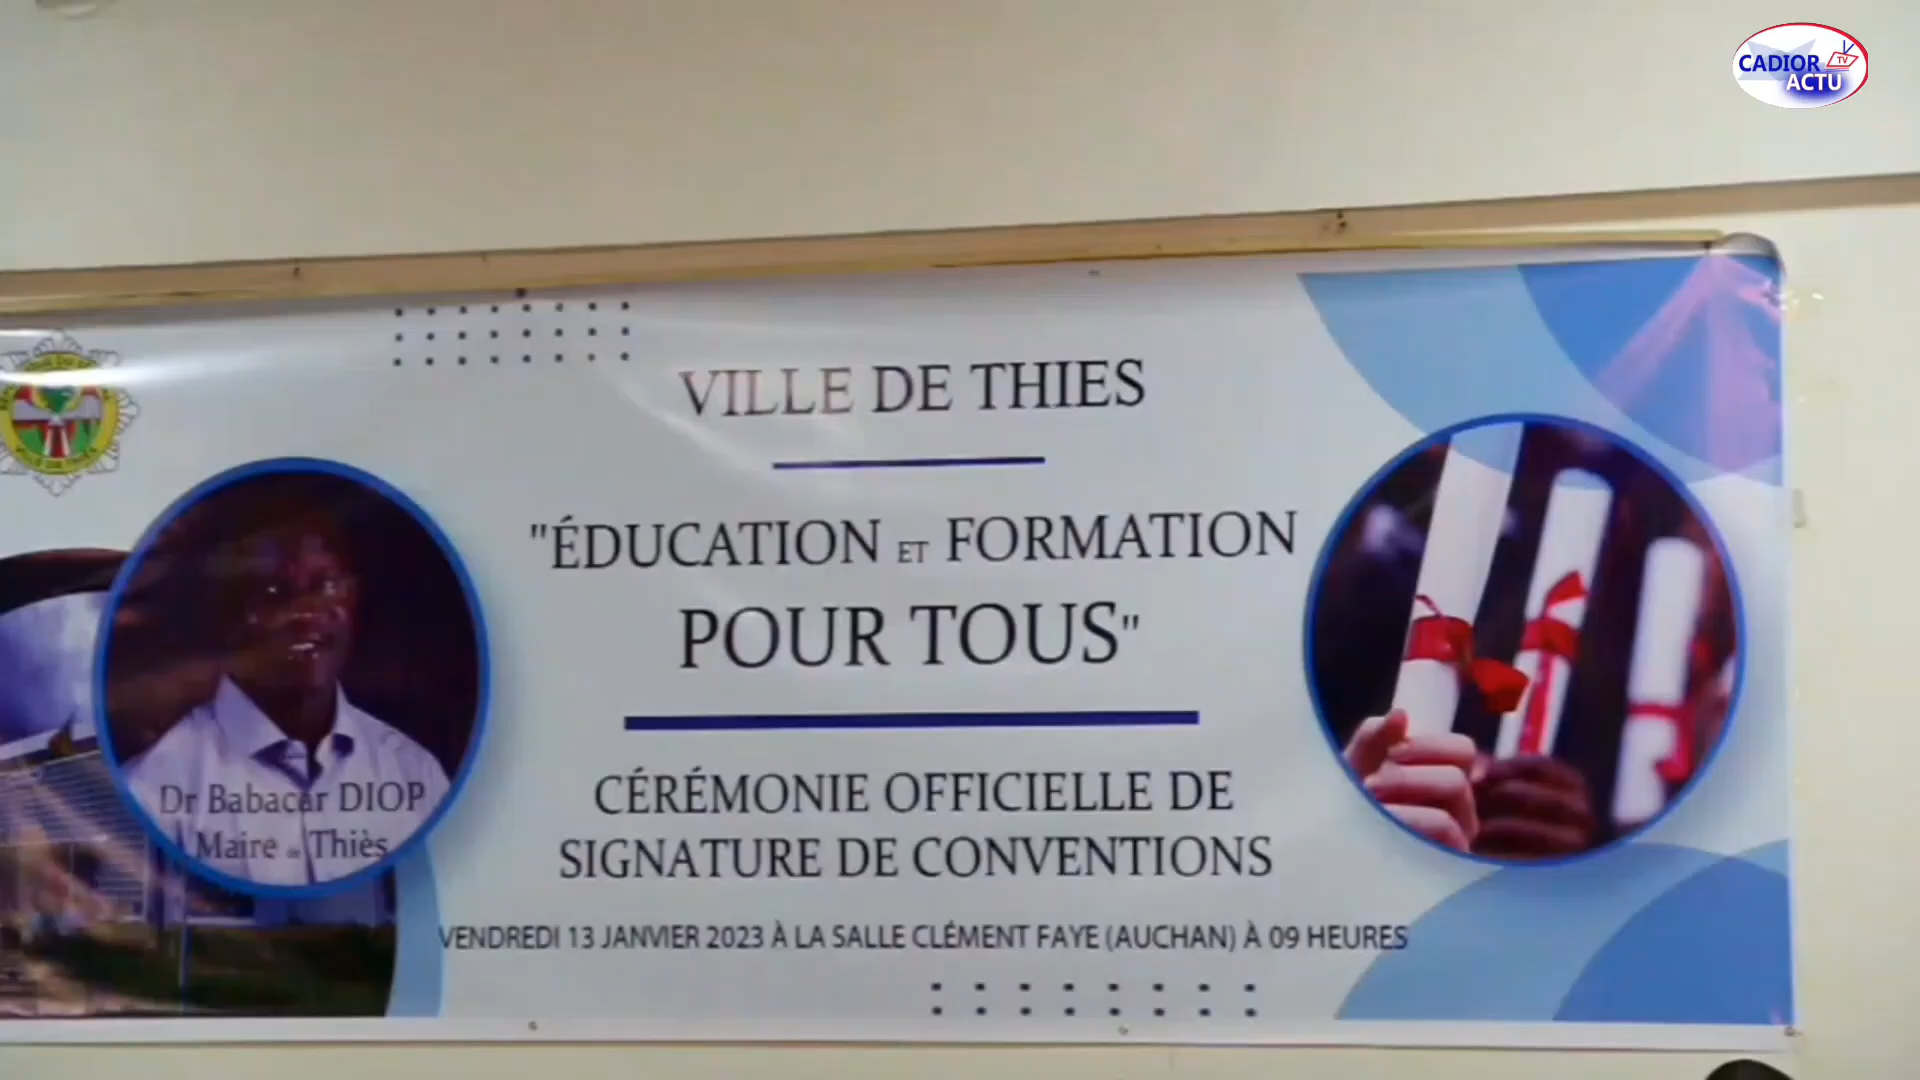 CADIOR TV
ACTU
VILLE DE THIES
"ÉDUCATION ET FORMATION
POUR TOUS"
Dr Babacar DIOP
Maire de Thiès
CÉRÉMONIE OFFICIELLE DE
SIGNATURE DE CONVENTIONS
VENDREDI 13 JANVIER 2023 À LA SALLE CLÉMENT FAYE (AUCHAN) À 09 HEURES